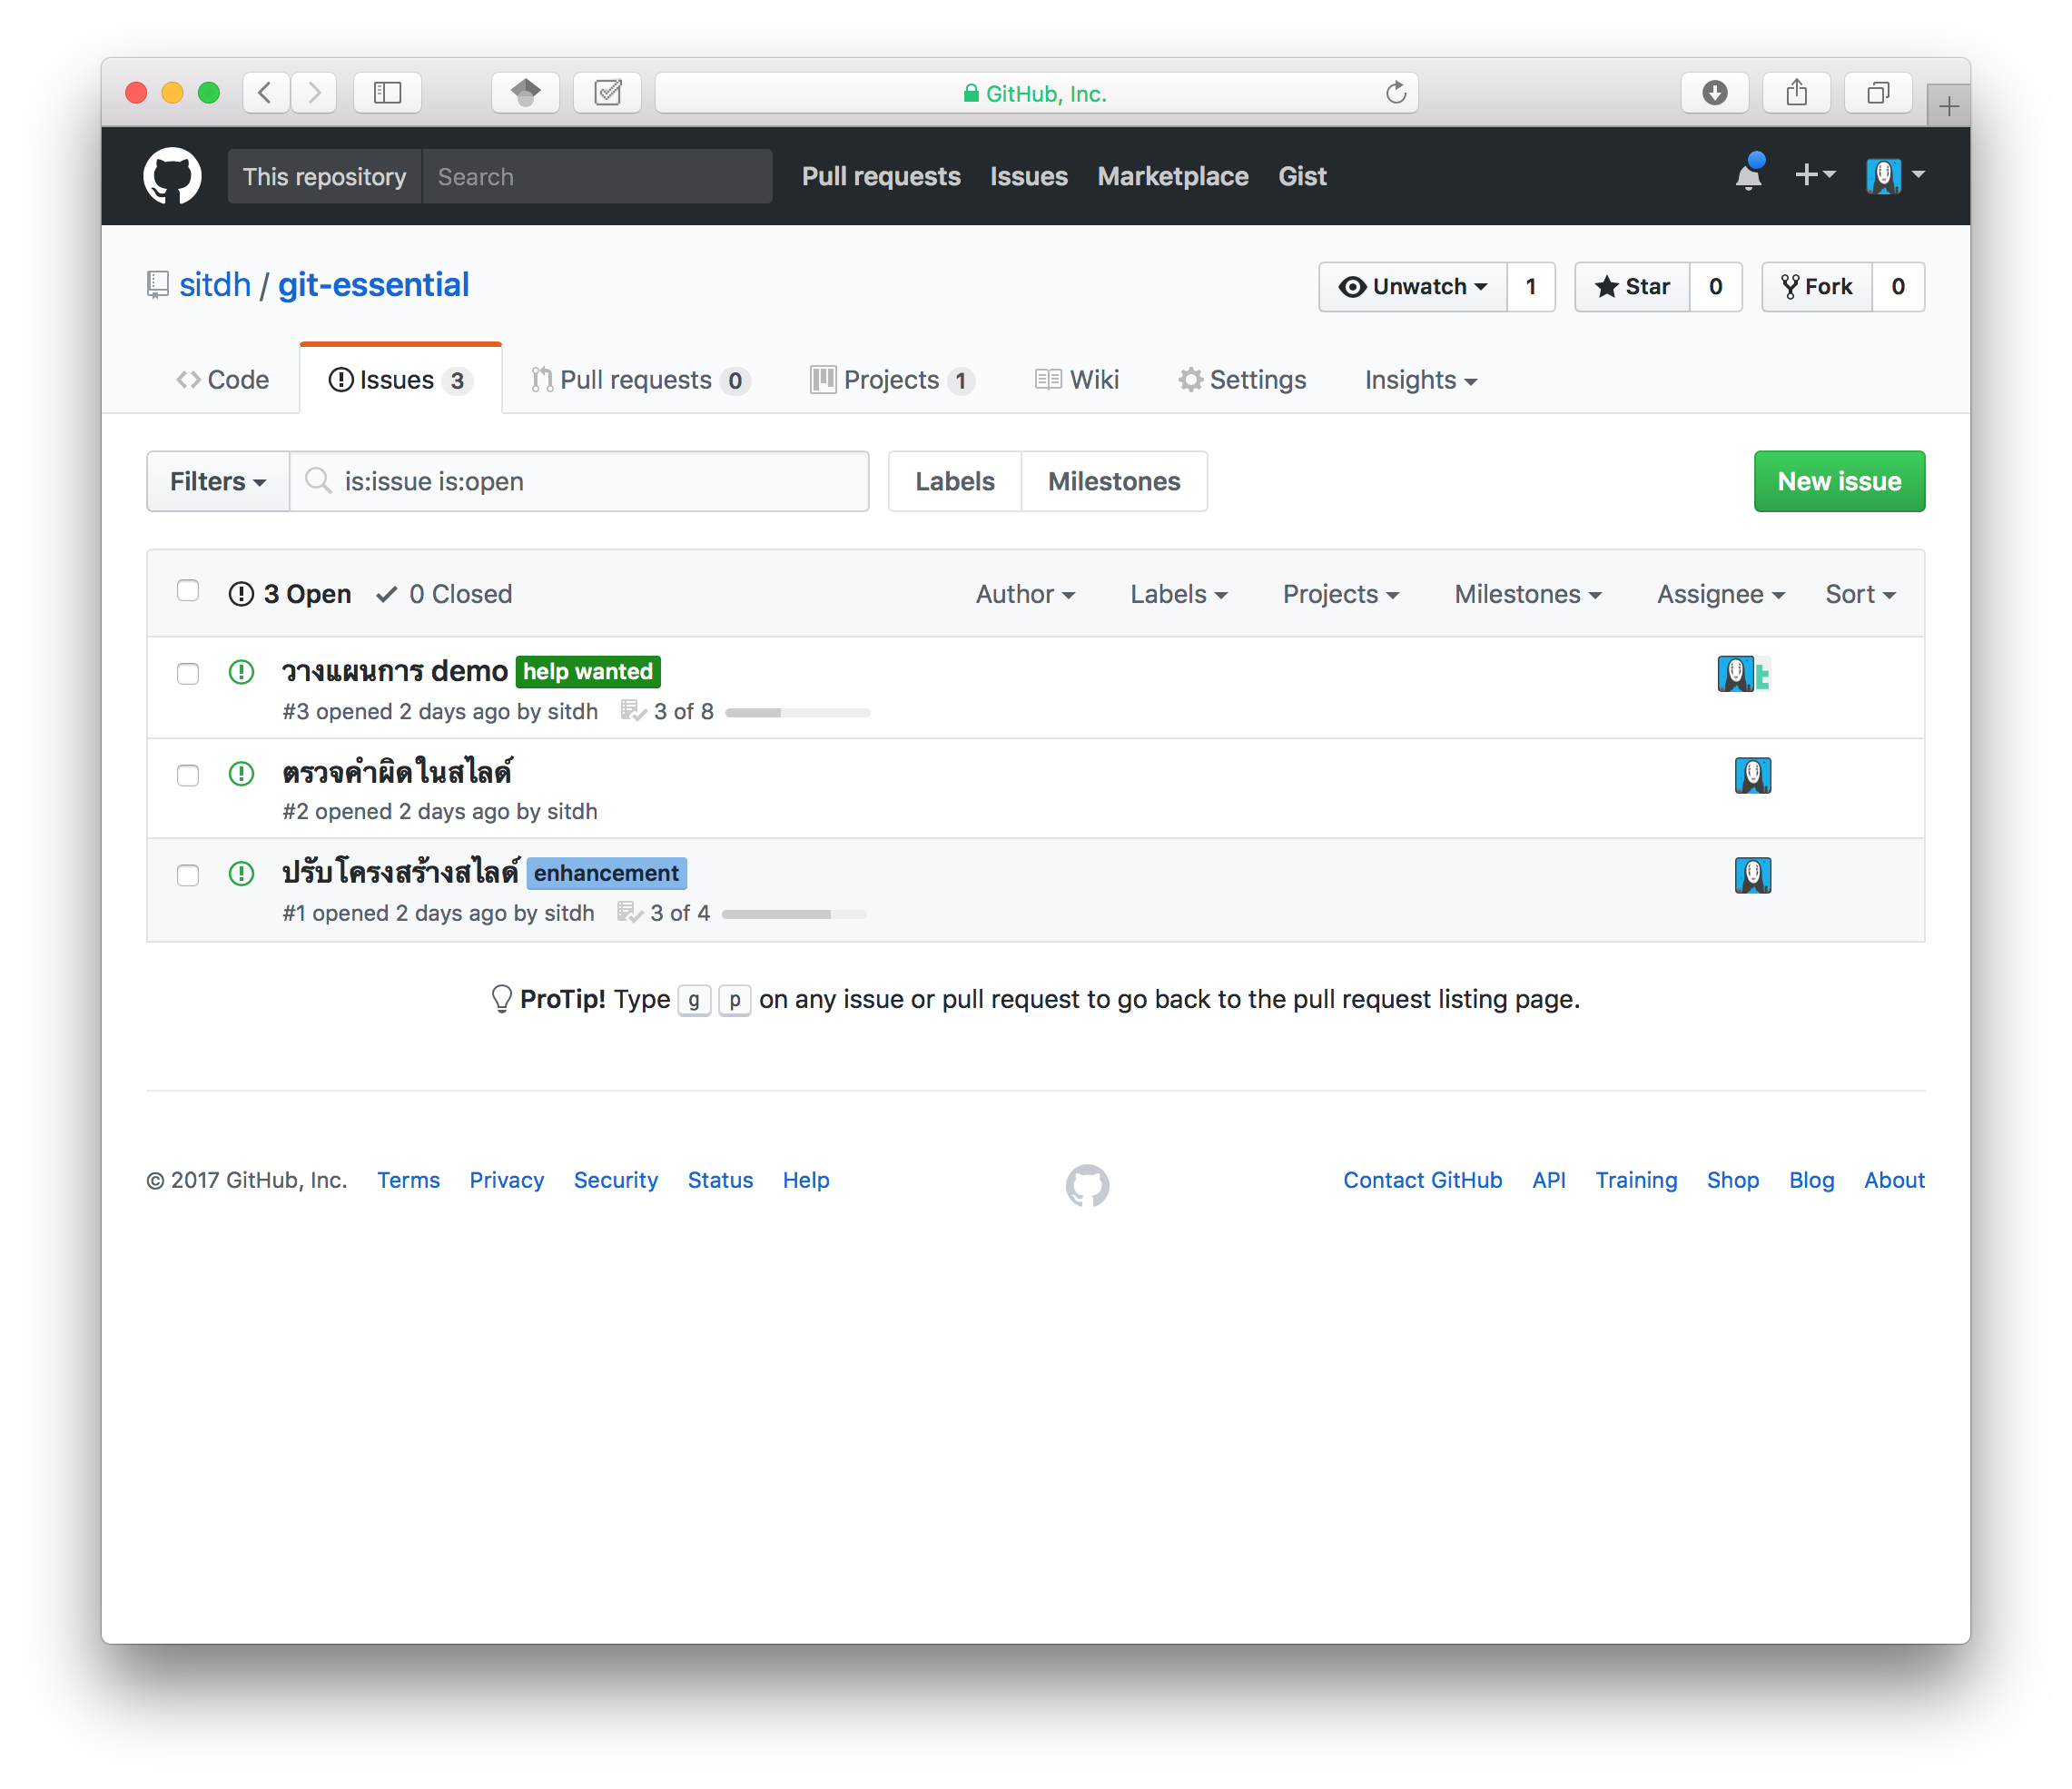 GitHub, Inc.
This repository Search Pull requests Issues Marketplace Gist
sitdh / git-essential Unwatch 1 Star 0 Fork 0
Code Issues 3 Pull requests 0 Projects 1 Wiki Settings Insights
Filters is:issue is:open Labels Milestones New issue
3 Open 0 Closed Author Labels Projects Milestones Assignee Sort
วางแผนการ demo help wanted
#3 opened 2 days ago by sitdh 3 of 8
ตรวจคำผิดในสไลด์
#2 opened 2 days ago by sitdh
ปรับโครงสร้างสไลด์ enhancement
#1 opened 2 days ago by sitdh 3 of 4
ProTip! Type g p on any issue or pull request to go back to the pull request listing page.
© 2017 GitHub, Inc. Terms Privacy Security Status Help Contact GitHub API Training Shop Blog About